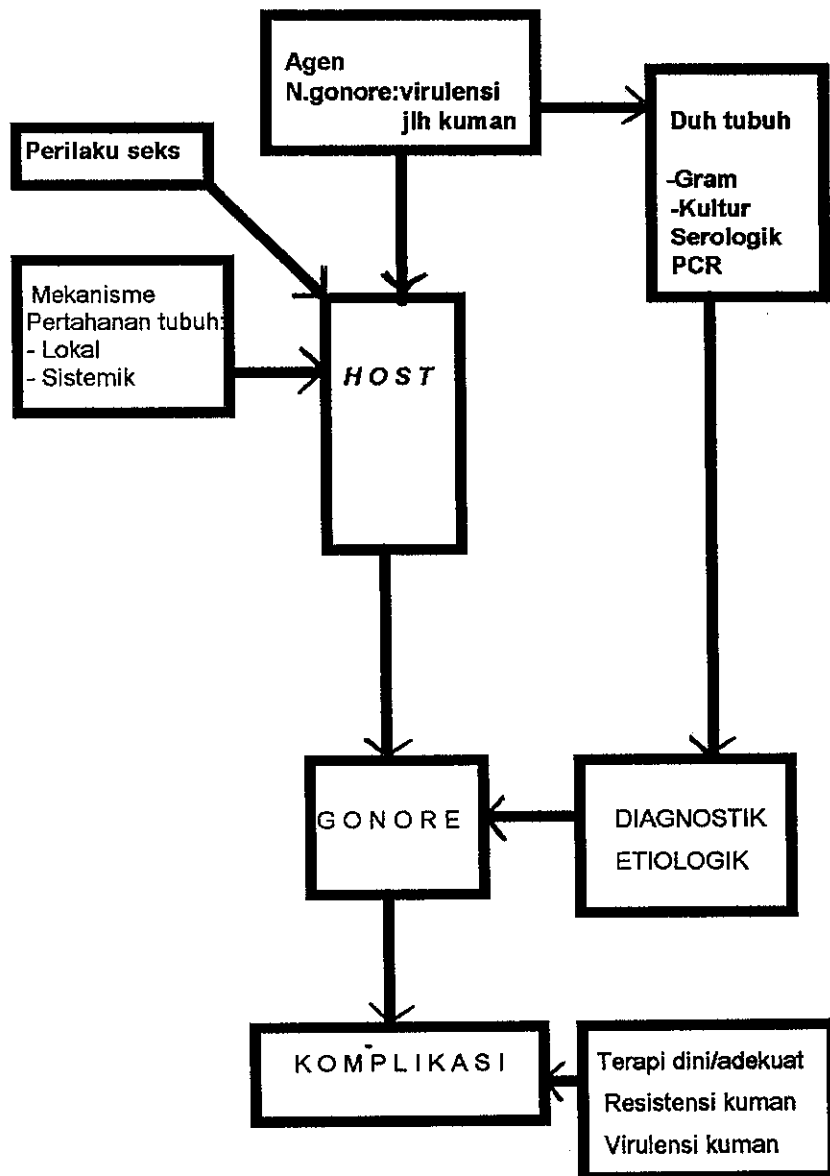 Agen
N.gonore:virulensi
jlh kuman
Duh tubuh
-Gram
-Kultur
Serologik
PCR
Perilaku seks
Mekanisme
Pertahanan tubuh:
- Lokal
- Sistemik
HOST
GONORE
DIAGNOSTIK
ETIOLOGIK
KOMPLIKASI
Terapi dini/adekuat
Resistensi kuman
Virulensi kuman